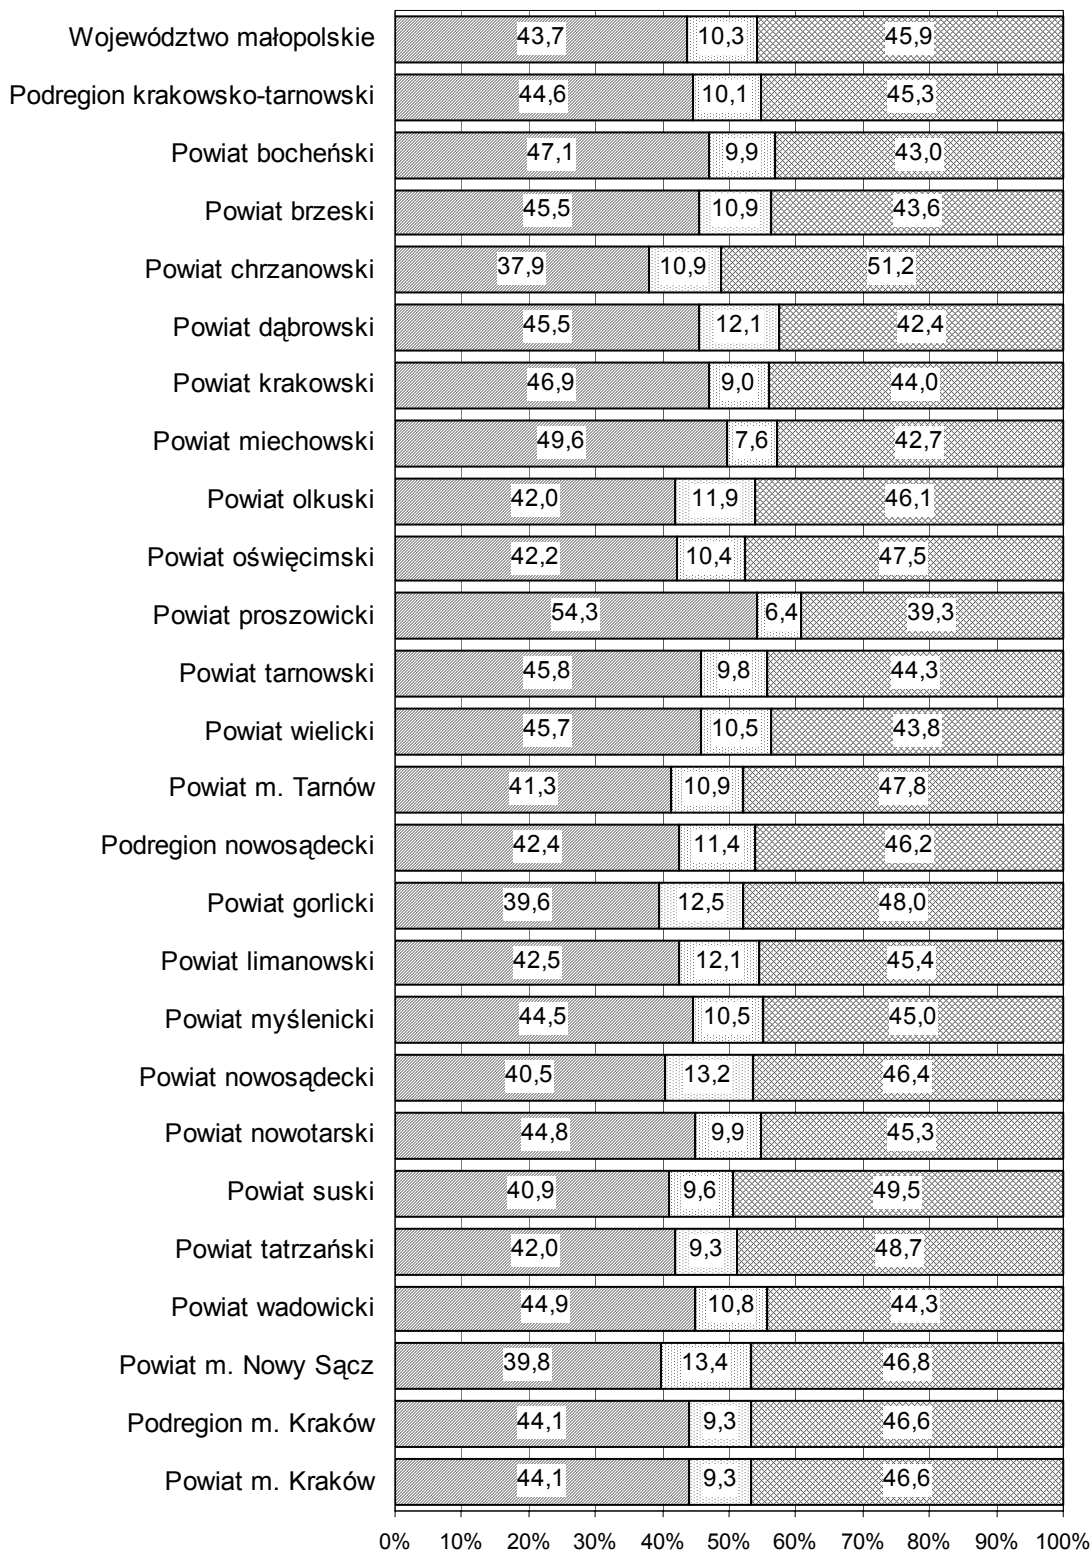 Województwo małopolskie 43,7 10,3 45,9
Podregion krakowsko-tarnowski 44,6 10,1 45,3
Powiat bocheński 47,1 9,9 43,0
Powiat brzeski 45,5 10,9 43,6
Powiat chrzanowski 37,9 10,9 51,2
Powiat dąbrowski 45,5 12,1 42,4
Powiat krakowski 46,9 9,0 44,0
Powiat miechowski 49,6 7,6 42,7
Powiat olkuski 42,0 11,9 46,1
Powiat oświęcimski 42,2 10,4 47,5
Powiat proszowicki 54,3 6,4 39,3
Powiat tarnowski 45,8 9,8 44,3
Powiat wielicki 45,7 10,5 43,8
Powiat m. Tarnów 41,3 10,9 47,8
Podregion nowosądecki 42,4 11,4 46,2
Powiat gorlicki 39,6 12,5 48,0
Powiat limanowski 42,5 12,1 45,4
Powiat myślenicki 44,5 10,5 45,0
Powiat nowosądecki 40,5 13,2 46,4
Powiat nowotarski 44,8 9,9 45,3
Powiat suski 40,9 9,6 49,5
Powiat tatrzański 42,0 9,3 48,7
Powiat wadowicki 44,9 10,8 44,3
Powiat m. Nowy Sącz 39,8 13,4 46,8
Podregion m. Kraków 44,1 9,3 46,6
Powiat m. Kraków 44,1 9,3 46,6
0% 10% 20% 30% 40% 50% 60% 70% 80% 90% 100%